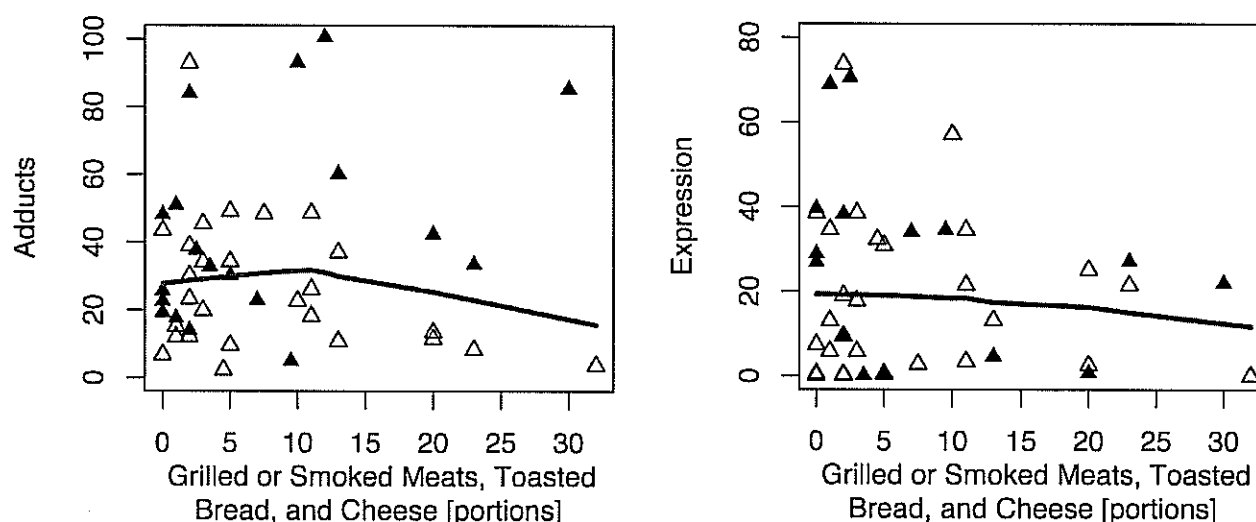 Adducts
100
80
60
40
20
0
0 5 10 15 20 25 30
Grilled or Smoked Meats, Toasted
Bread, and Cheese [portions]
Expression
80
60
40
20
0
0 5 10 15 20 25 30
Grilled or Smoked Meats, Toasted
Bread, and Cheese [portions]